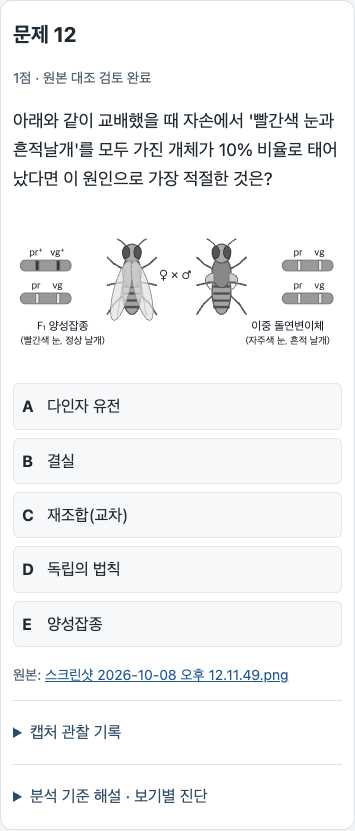 문제 12
1점 · 원본 대조 검토 완료
아래와 같이 교배했을 때 자손에서 '빨간색 눈과
흔적날개'를 모두 가진 개체가 10% 비율로 태어
났다면 이 원인으로 가장 적절한 것은?
pr⁺ vg⁺
pr vg
pr vg
pr vg
♀ × ♂
F₁ 양성잡종
(빨간색 눈, 정상 날개)
이중 돌연변이체
(자주색 눈, 흔적 날개)
A 다인자 유전
B 결실
C 재조합(교차)
D 독립의 법칙
E 양성잡종
원본: 스크린샷 2026-10-08 오후 12.11.49.png
▶ 캡처 관찰 기록
▶ 분석 기준 해설 · 보기별 진단